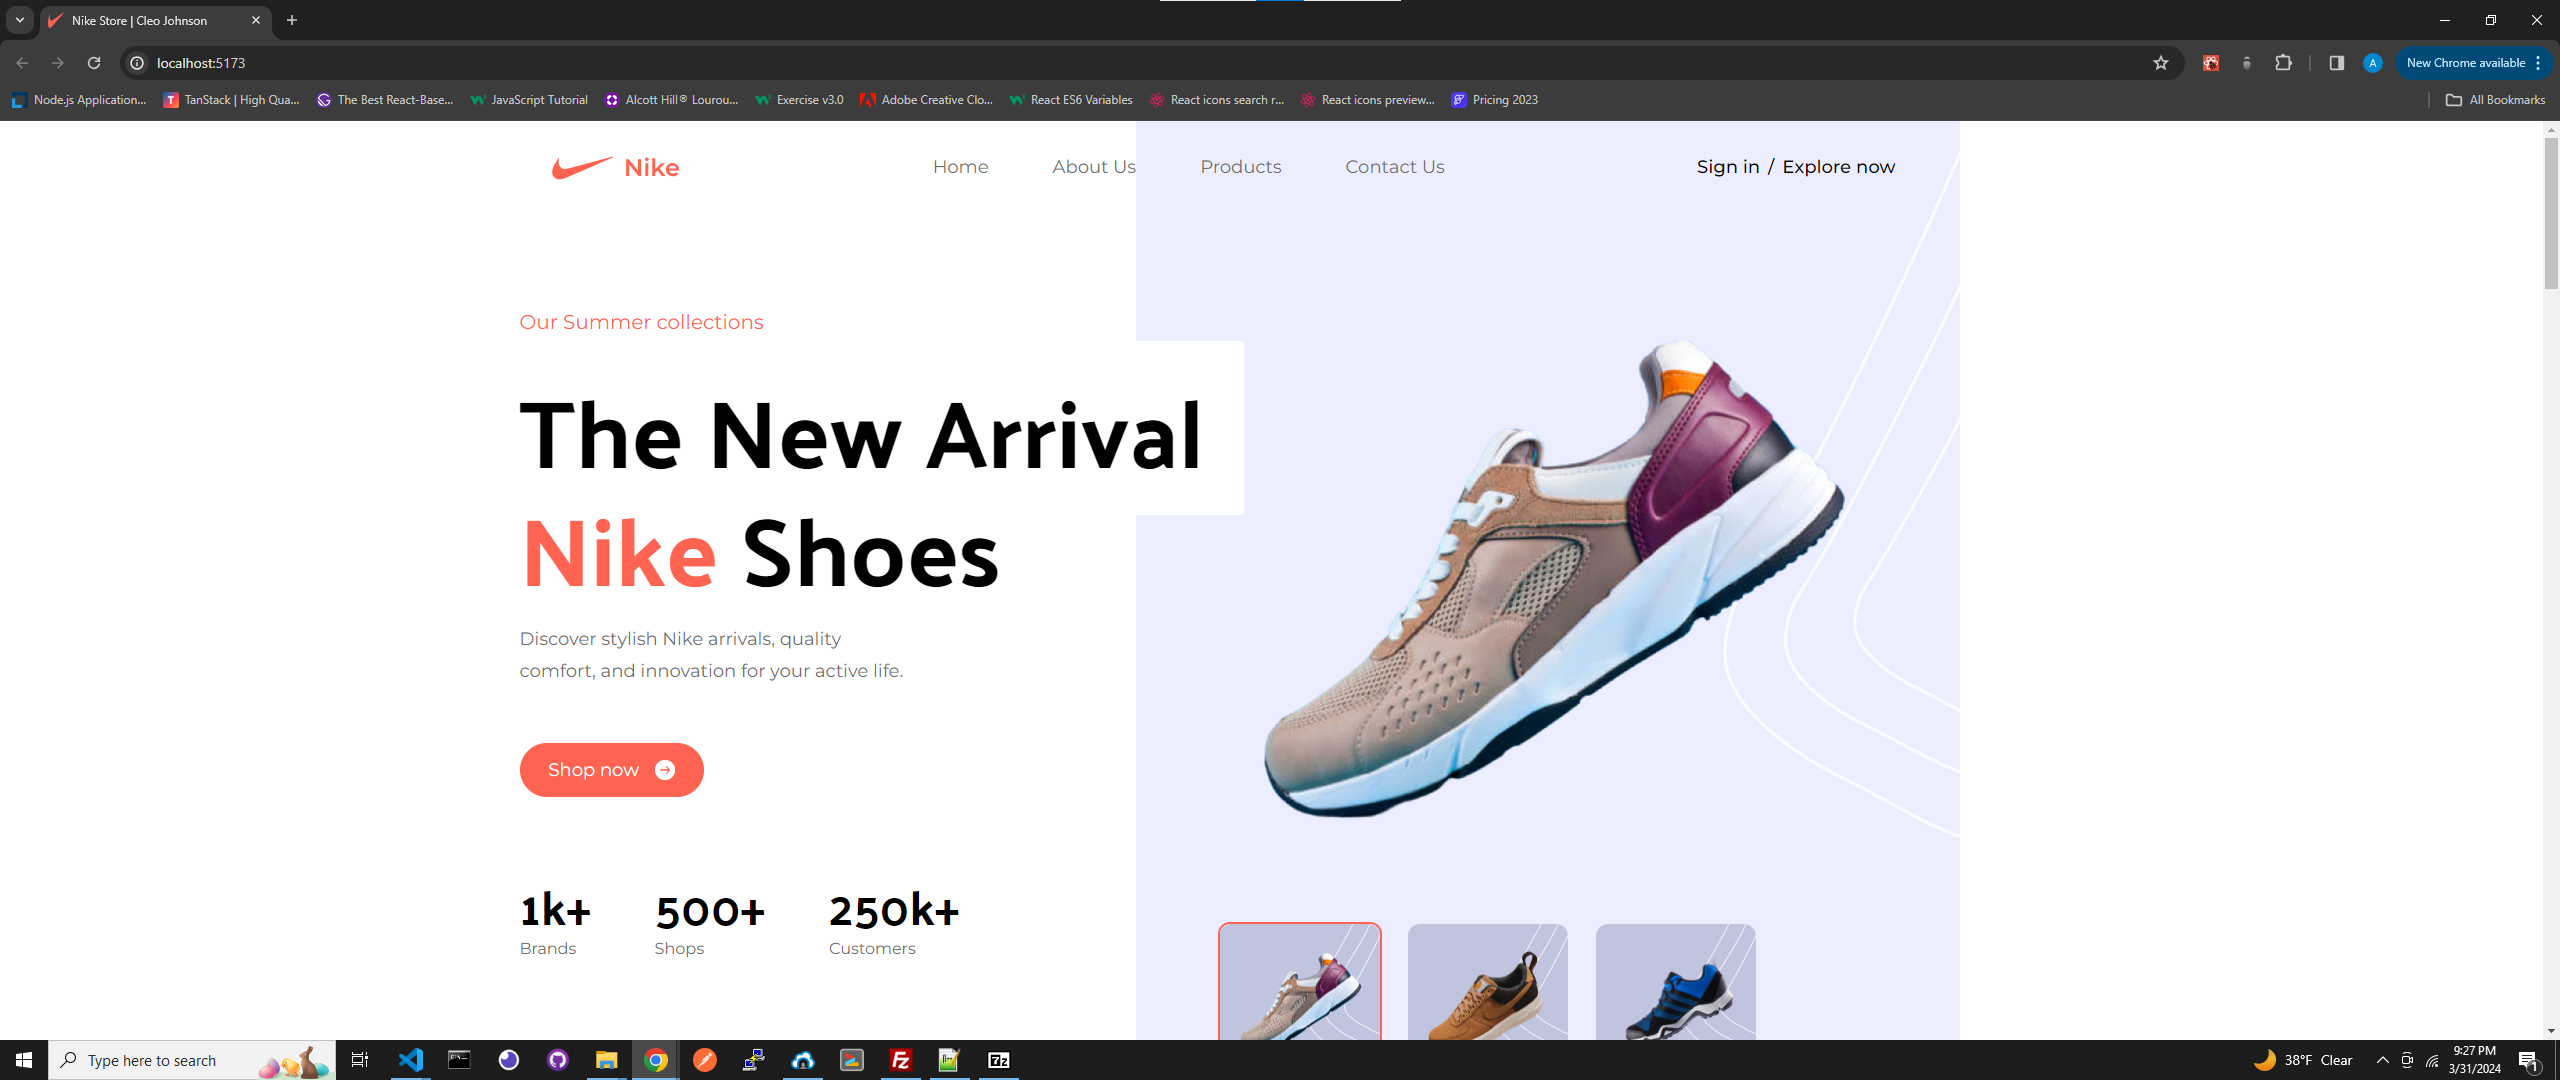 Nike Store | Cleo Johnson
localhost:5173
New Chrome available
Node.js Application...
TanStack | High Qua...
The Best React-Base...
JavaScript Tutorial
Alcott Hill® Lourou...
Exercise v3.0
Adobe Creative Clo...
React ES6 Variables
React icons search r...
React icons preview...
Pricing 2023
All Bookmarks
Nike
Home
About Us
Products
Contact Us
Sign in / Explore now
Our Summer collections
The New Arrival
Nike Shoes
Discover stylish Nike arrivals, quality
comfort, and innovation for your active life.
Shop now
1k+
Brands
500+
Shops
250k+
Customers
Type here to search
38°F Clear
9:27 PM
3/31/2024